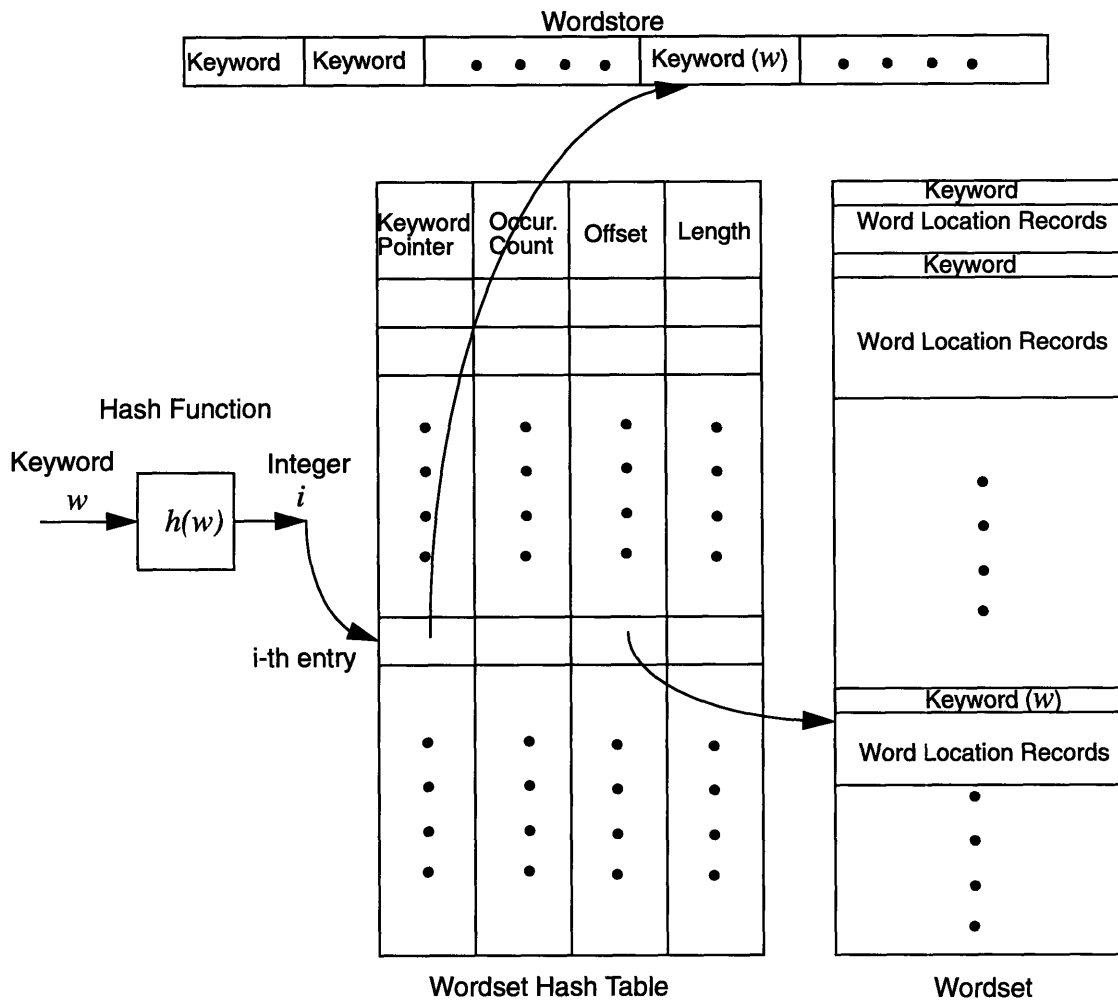 Wordstore
Keyword Keyword Keyword (w)
Keyword Pointer
Occur. Count
Offset
Length
Keyword
Word Location Records
Keyword
Word Location Records
Hash Function
Keyword
w
h(w)
Integer
i
i-th entry
Keyword (w)
Word Location Records
Wordset Hash Table
Wordset